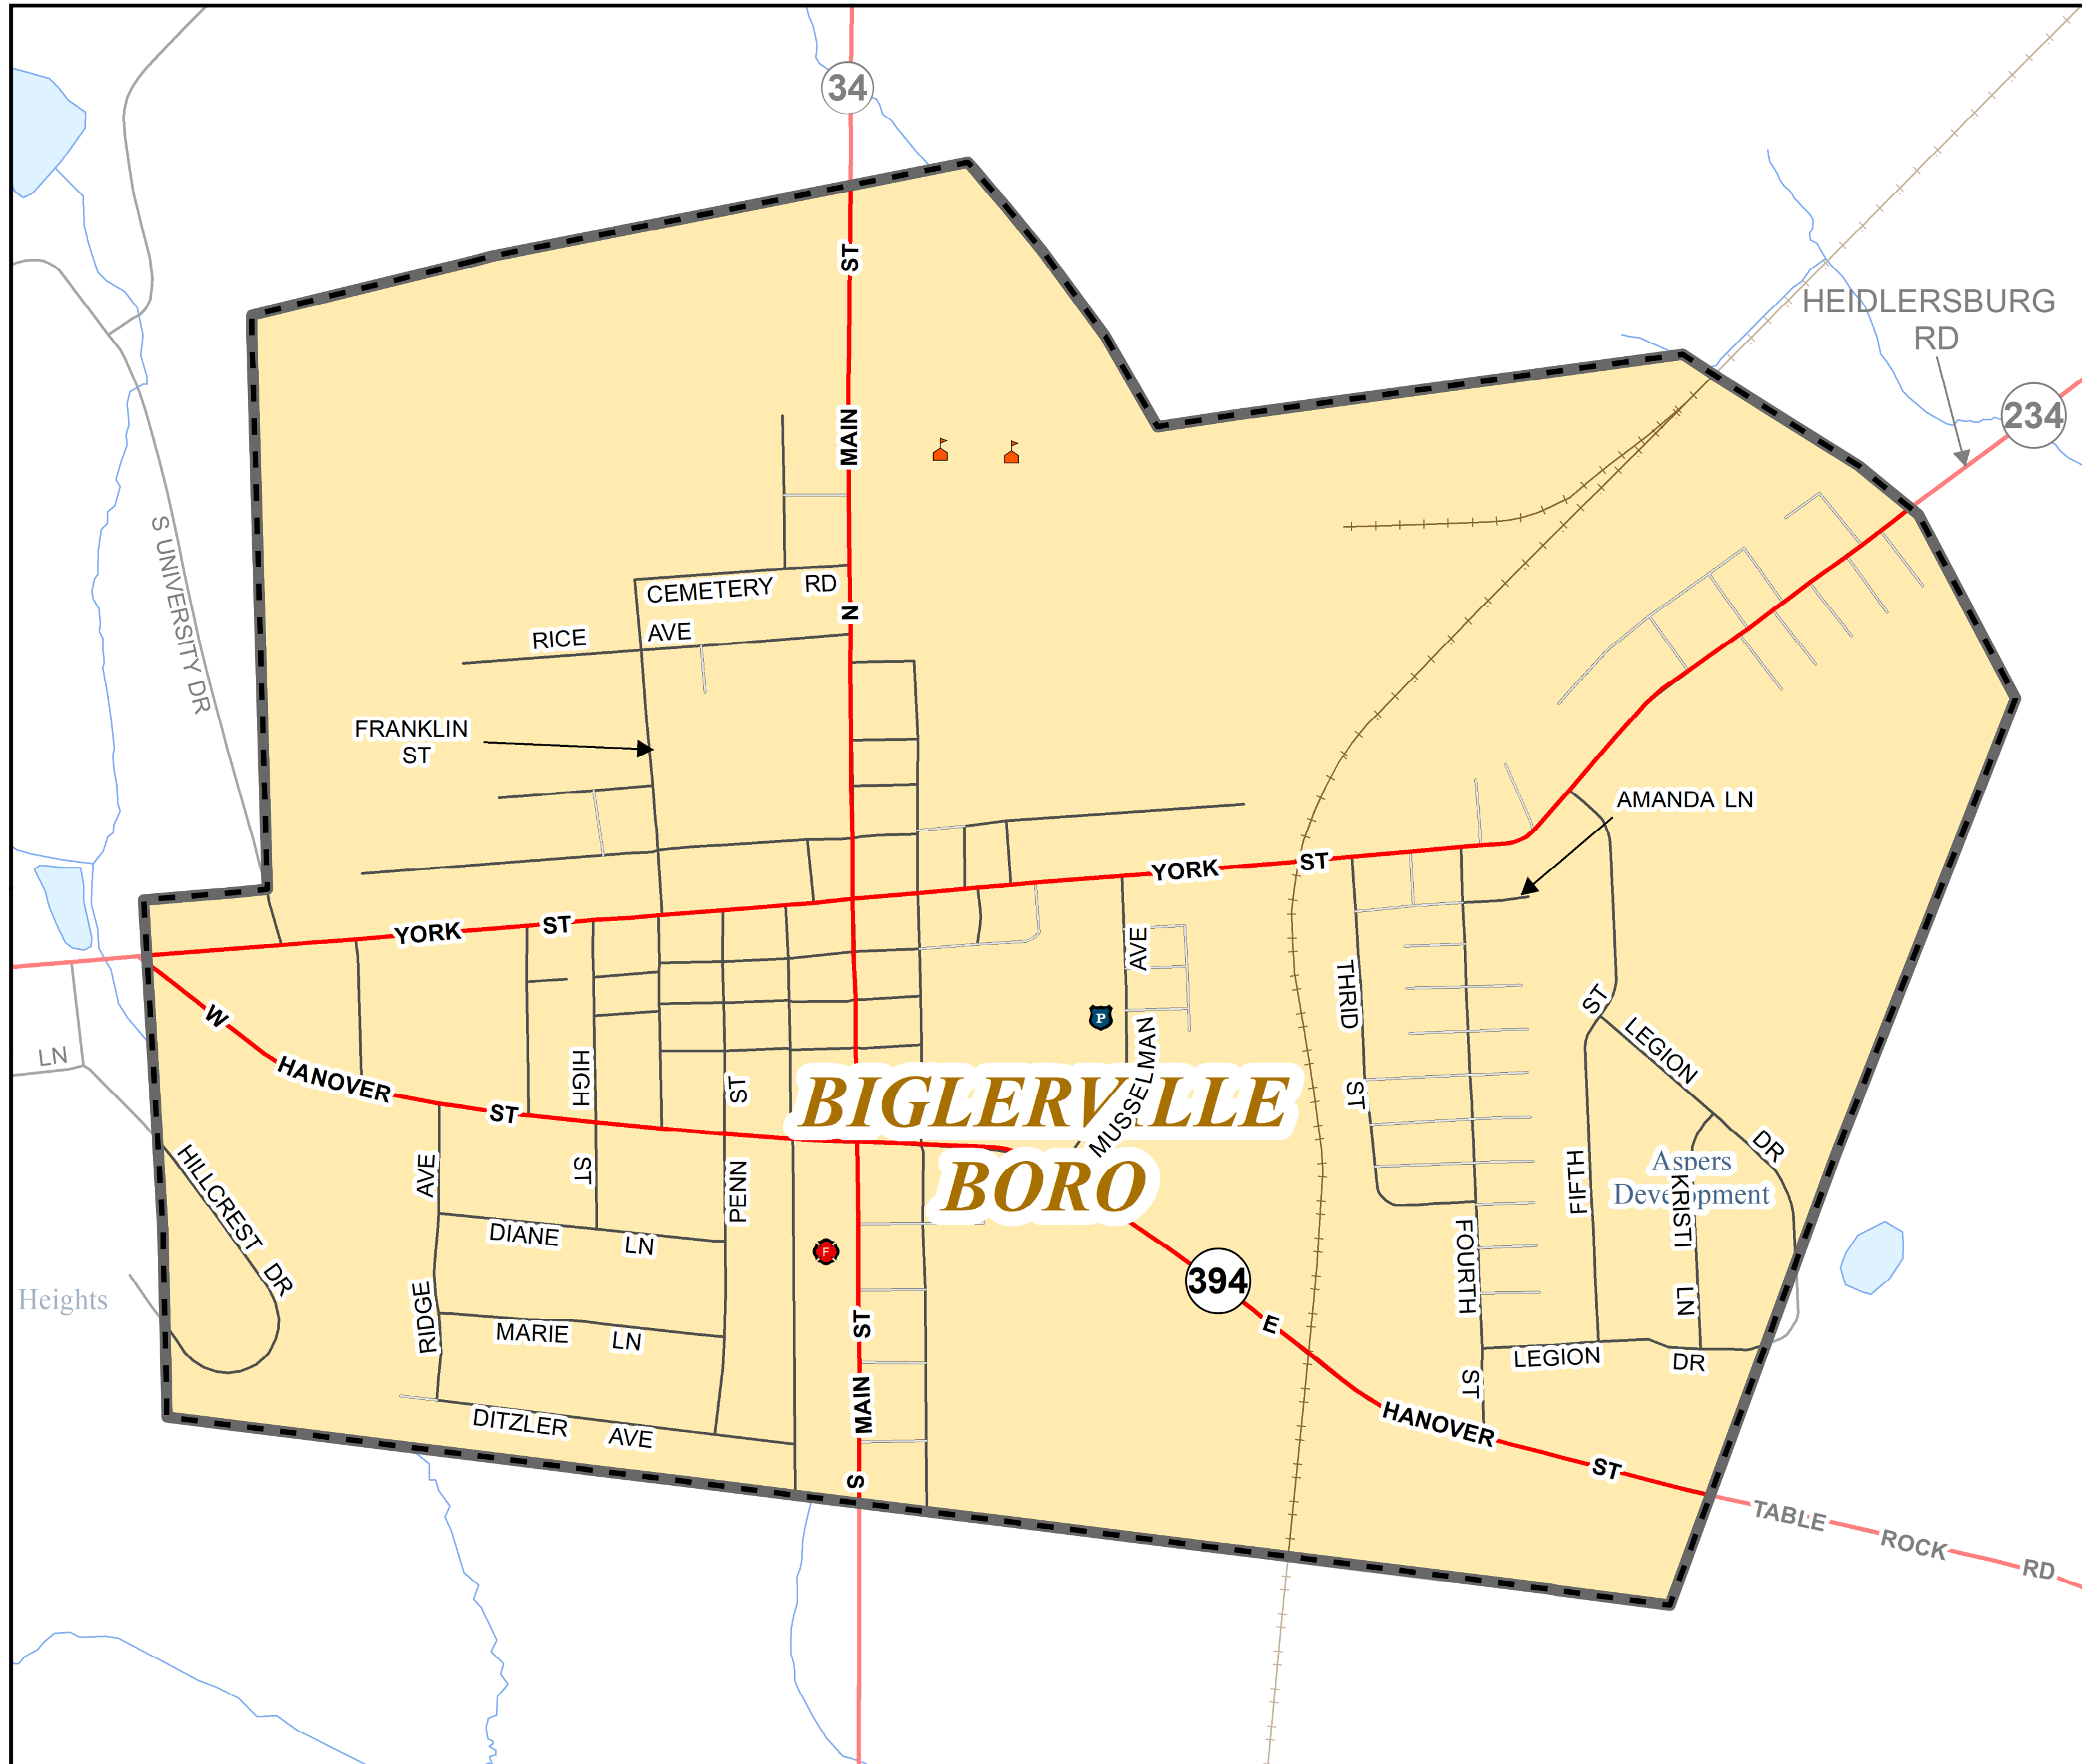 34
ST
HEIDLERSBURG
RD
234
MAIN
S UNIVERSITY DR
CEMETERY RD
N
RICE AVE
FRANKLIN
ST
AMANDA LN
YORK ST
YORK ST
AVE
THRID
ST
W
HANOVER
ST
LN
HIGH
ST
ST
PENN
BIGLERVILLE
BORO
MUSSELMAN
P
ST
LEGION
DR
Aspers
Development
FIFTH
KRISTI
LN
HILLCREST
DR
AVE
RIDGE
DIANE LN
F
394
E
FOURTH
ST
Heights
MARIE LN
ST
MAIN
S
LEGION DR
DITZLER AVE
HANOVER
ST
TABLE ROCK RD